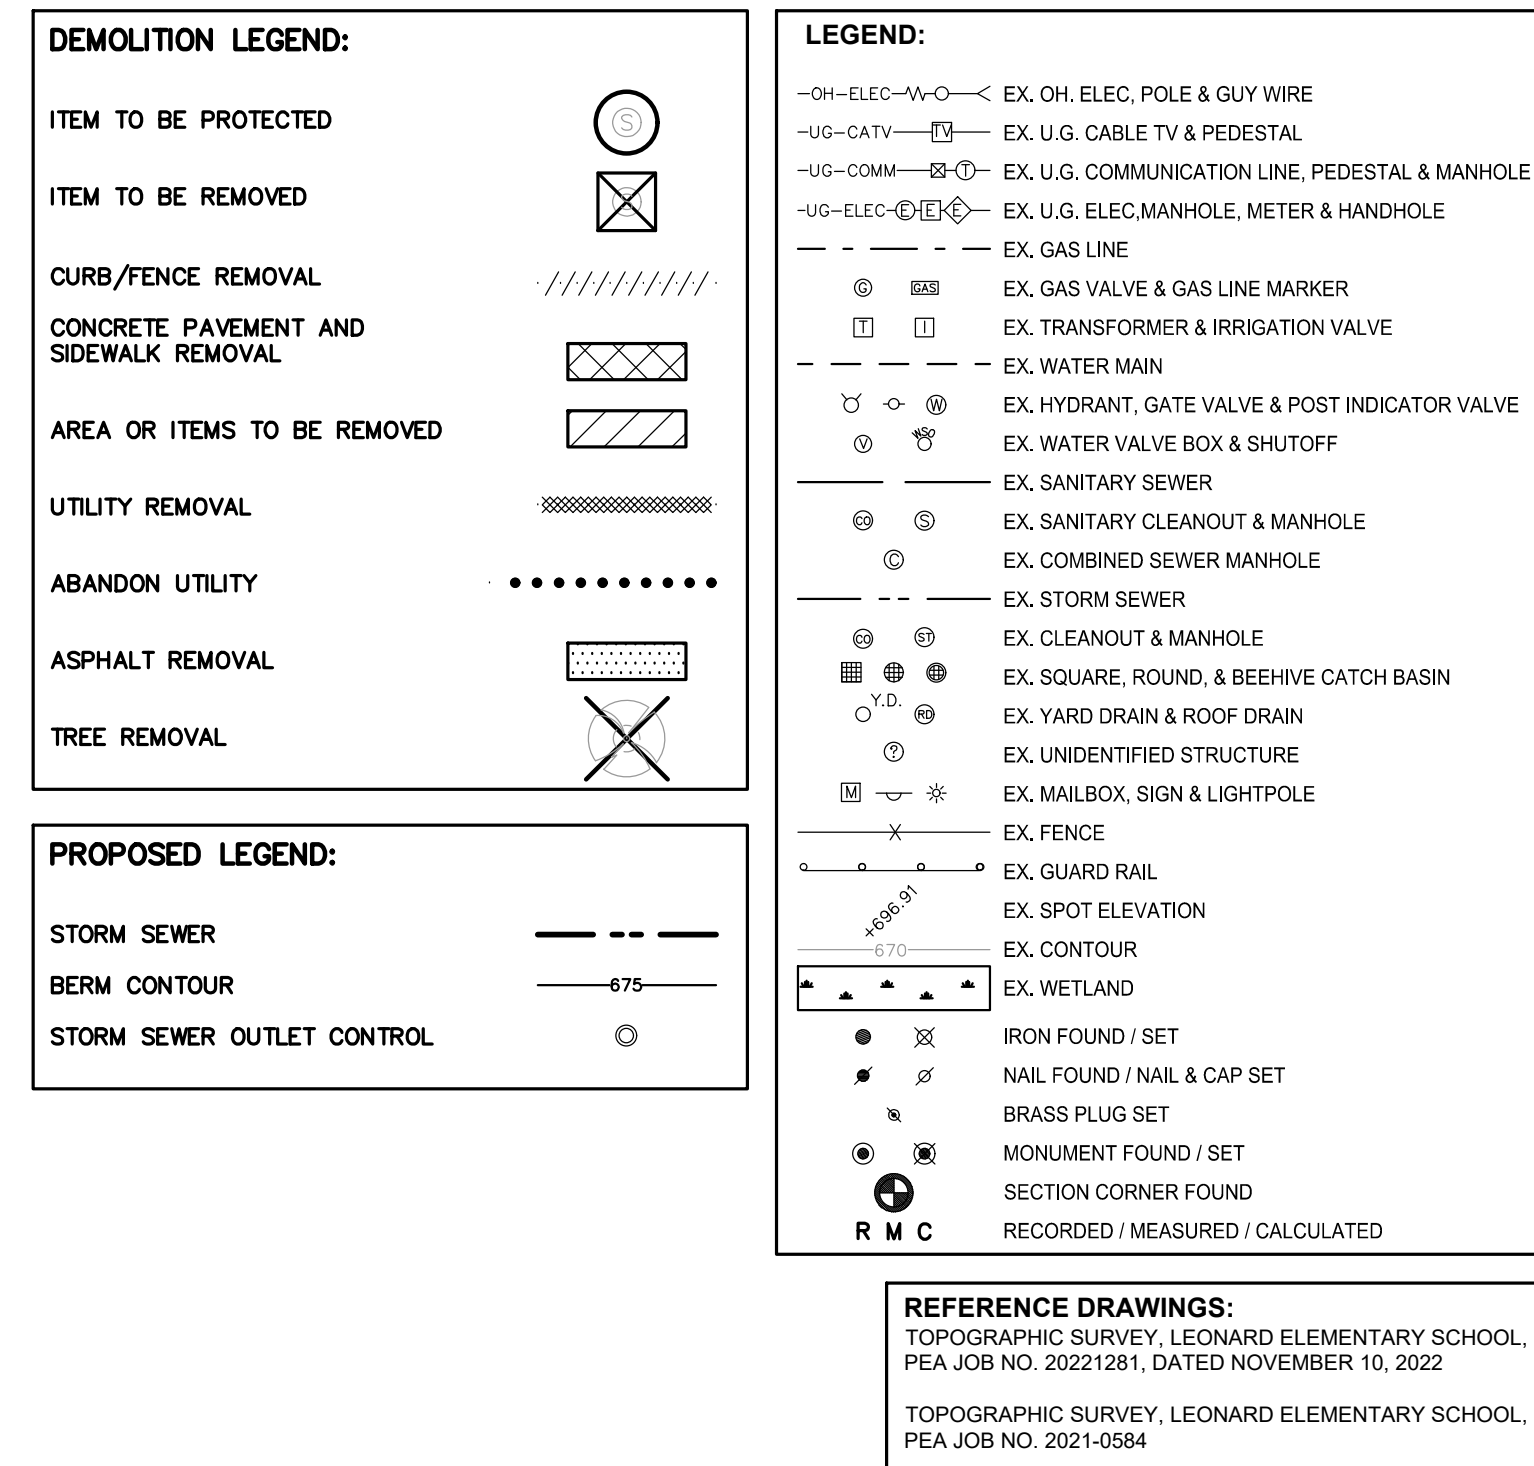 DEMOLITION LEGEND:
ITEM TO BE PROTECTED
S
ITEM TO BE REMOVED
CURB/FENCE REMOVAL
CONCRETE PAVEMENT AND
SIDEWALK REMOVAL
AREA OR ITEMS TO BE REMOVED
UTILITY REMOVAL
ABANDON UTILITY
ASPHALT REMOVAL
TREE REMOVAL
PROPOSED LEGEND:
STORM SEWER
BERM CONTOUR
675
STORM SEWER OUTLET CONTROL
LEGEND:
-OH-ELEC- EX. OH. ELEC, POLE & GUY WIRE
-UG-CATV- TV EX. U.G. CABLE TV & PEDESTAL
-UG-COMM- T EX. U.G. COMMUNICATION LINE, PEDESTAL & MANHOLE
-UG-ELEC- E E E EX. U.G. ELEC,MANHOLE, METER & HANDHOLE
EX. GAS LINE
G GAS EX. GAS VALVE & GAS LINE MARKER
T I EX. TRANSFORMER & IRRIGATION VALVE
EX. WATER MAIN
W EX. HYDRANT, GATE VALVE & POST INDICATOR VALVE
V WSO EX. WATER VALVE BOX & SHUTOFF
EX. SANITARY SEWER
CO S EX. SANITARY CLEANOUT & MANHOLE
C EX. COMBINED SEWER MANHOLE
EX. STORM SEWER
CO ST EX. CLEANOUT & MANHOLE
EX. SQUARE, ROUND, & BEEHIVE CATCH BASIN
Y.D. RD EX. YARD DRAIN & ROOF DRAIN
? EX. UNIDENTIFIED STRUCTURE
M EX. MAILBOX, SIGN & LIGHTPOLE
X EX. FENCE
EX. GUARD RAIL
+696.91 EX. SPOT ELEVATION
670 EX. CONTOUR
EX. WETLAND
IRON FOUND / SET
NAIL FOUND / NAIL & CAP SET
BRASS PLUG SET
MONUMENT FOUND / SET
SECTION CORNER FOUND
R M C RECORDED / MEASURED / CALCULATED
REFERENCE DRAWINGS:
TOPOGRAPHIC SURVEY, LEONARD ELEMENTARY SCHOOL,
PEA JOB NO. 20221281, DATED NOVEMBER 10, 2022
TOPOGRAPHIC SURVEY, LEONARD ELEMENTARY SCHOOL,
PEA JOB NO. 2021-0584